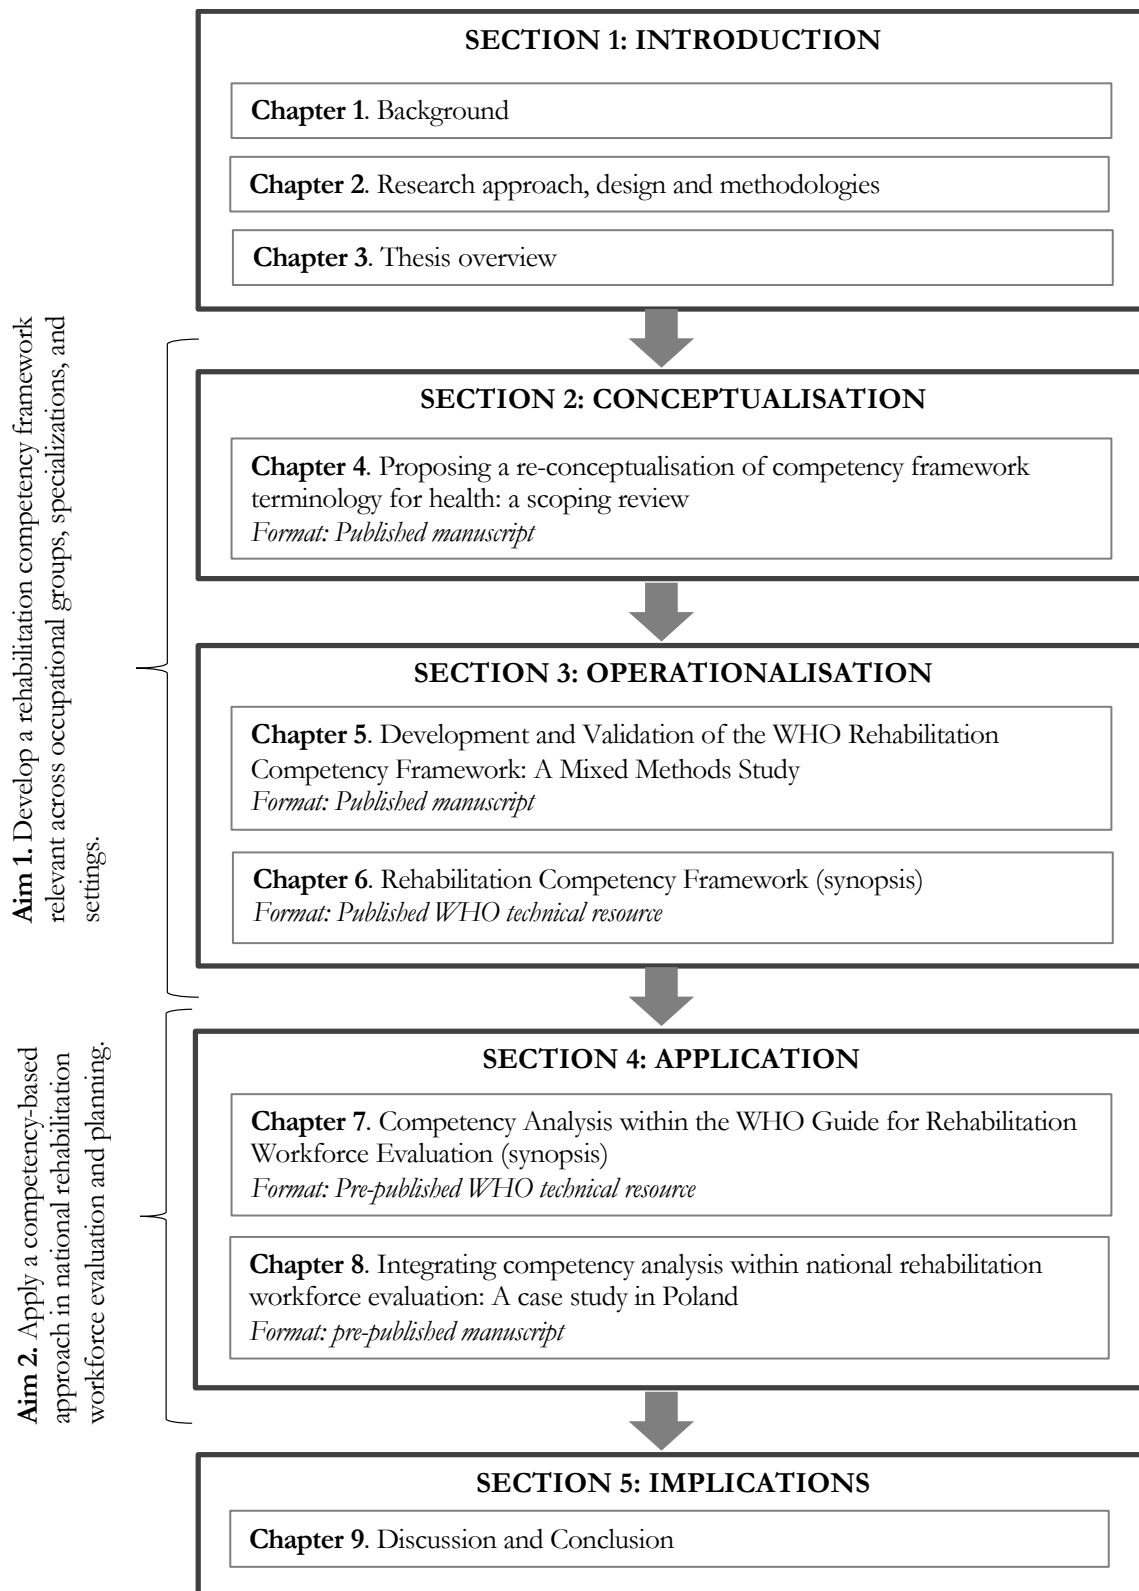 SECTION 1: INTRODUCTION
Chapter 1. Background
Chapter 2. Research approach, design and methodologies
Chapter 3. Thesis overview
Aim 1. Develop a rehabilitation competency framework
relevant across occupational groups, specializations, and
settings.
SECTION 2: CONCEPTUALISATION
Chapter 4. Proposing a re-conceptualisation of competency framework
terminology for health: a scoping review
Format: Published manuscript
SECTION 3: OPERATIONALISATION
Chapter 5. Development and Validation of the WHO Rehabilitation
Competency Framework: A Mixed Methods Study
Format: Published manuscript
Chapter 6. Rehabilitation Competency Framework (synopsis)
Format: Published WHO technical resource
Aim 2. Apply a competency-based
approach in national rehabilitation
workforce evaluation and planning.
SECTION 4: APPLICATION
Chapter 7. Competency Analysis within the WHO Guide for Rehabilitation
Workforce Evaluation (synopsis)
Format: Pre-published WHO technical resource
Chapter 8. Integrating competency analysis within national rehabilitation
workforce evaluation: A case study in Poland
Format: pre-published manuscript
SECTION 5: IMPLICATIONS
Chapter 9. Discussion and Conclusion